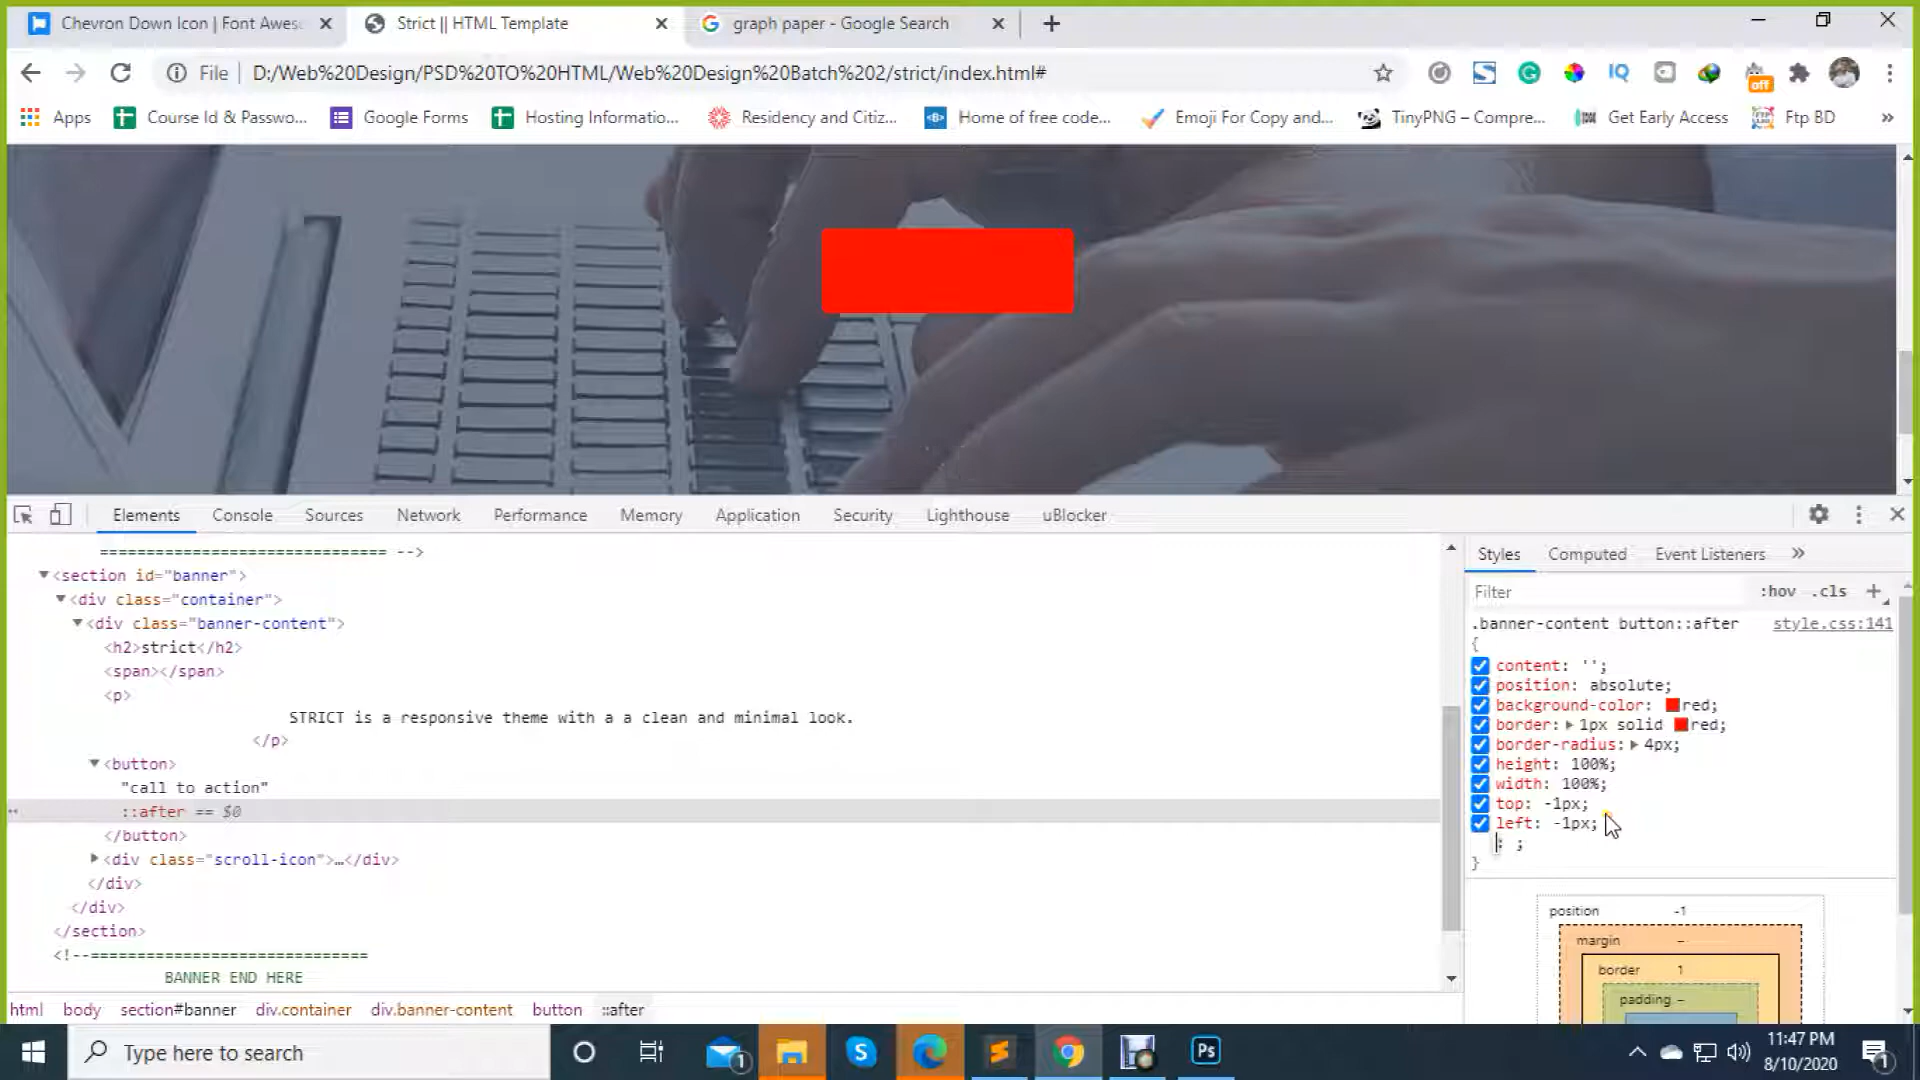 Chevron Down Icon | Font Awes
Strict || HTML Template
graph paper - Google Search
File
D:/Web%20Design/PSD%20TO%20HTML/Web%20Design%20Batch%202/strict/index.html#
IQ
off
Apps
Course Id & Passwo...
Google Forms
Hosting Informatio...
Residency and Citiz...
Home of free code...
Emoji For Copy and...
TinyPNG – Compre...
Get Early Access
Ftp BD
»
Elements
Console
Sources
Network
Performance
Memory
Application
Security
Lighthouse
uBlocker
============================== -->
<section id="banner">
<div class="container">
<div class="banner-content">
<h2>strict</h2>
<span></span>
<p>
STRICT is a responsive theme with a a clean and minimal look.
</p>
<button>
"call to action"
::after == $0
</button>
<div class="scroll-icon">…</div>
</div>
</div>
</section>
<!--==============================
BANNER END HERE
html
body
section#banner
div.container
div.banner-content
button
::after
Styles
Computed
Event Listeners
»
Filter
:hov
.cls
+
.banner-content button::after
style.css:141
{
content: '';
position: absolute;
background-color: red;
border: 1px solid red;
border-radius: 4px;
height: 100%;
width: 100%;
top: -1px;
left: -1px;
: ;
}
position
-1
margin
–
border
1
padding
–
Type here to search
1
S
Ps
11:47 PM
8/10/2020
1